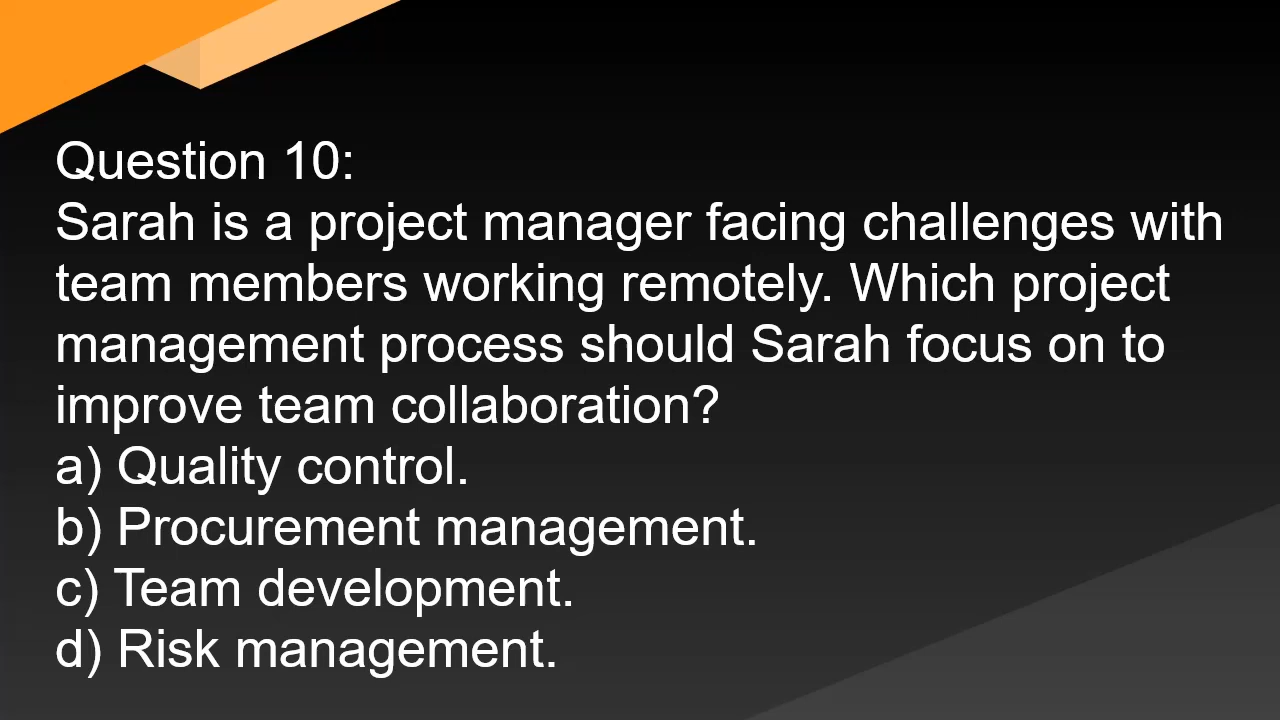 Question 10:
Sarah is a project manager facing challenges with
team members working remotely. Which project
management process should Sarah focus on to
improve team collaboration?
a) Quality control.
b) Procurement management.
c) Team development.
d) Risk management.